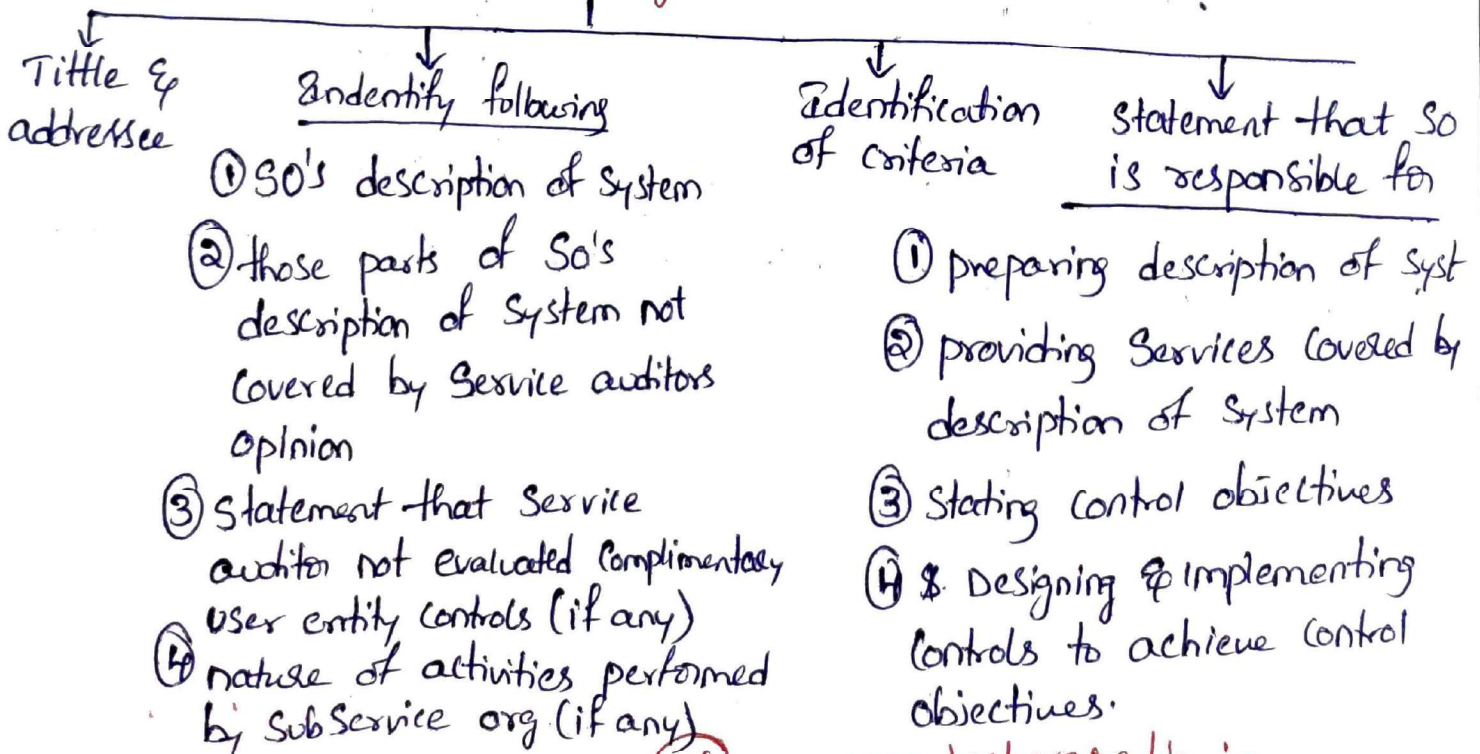 Tittle &
addressee
Indentify following
① SO's description of System
② those parts of So's
description of System not
Covered by Service auditors
opinion
③ Statement that Service
auditor not evaluated Complimentary
user entity controls (if any)
④ nature of activities performed
by SubService org (if any)
Identification
of criteria
Statement that SO
is responsible for
① preparing description of syst
② providing Services Covered by
description of System
③ Stating control objectives
④ Designing & implementing
Controls to achieve control
objectives.